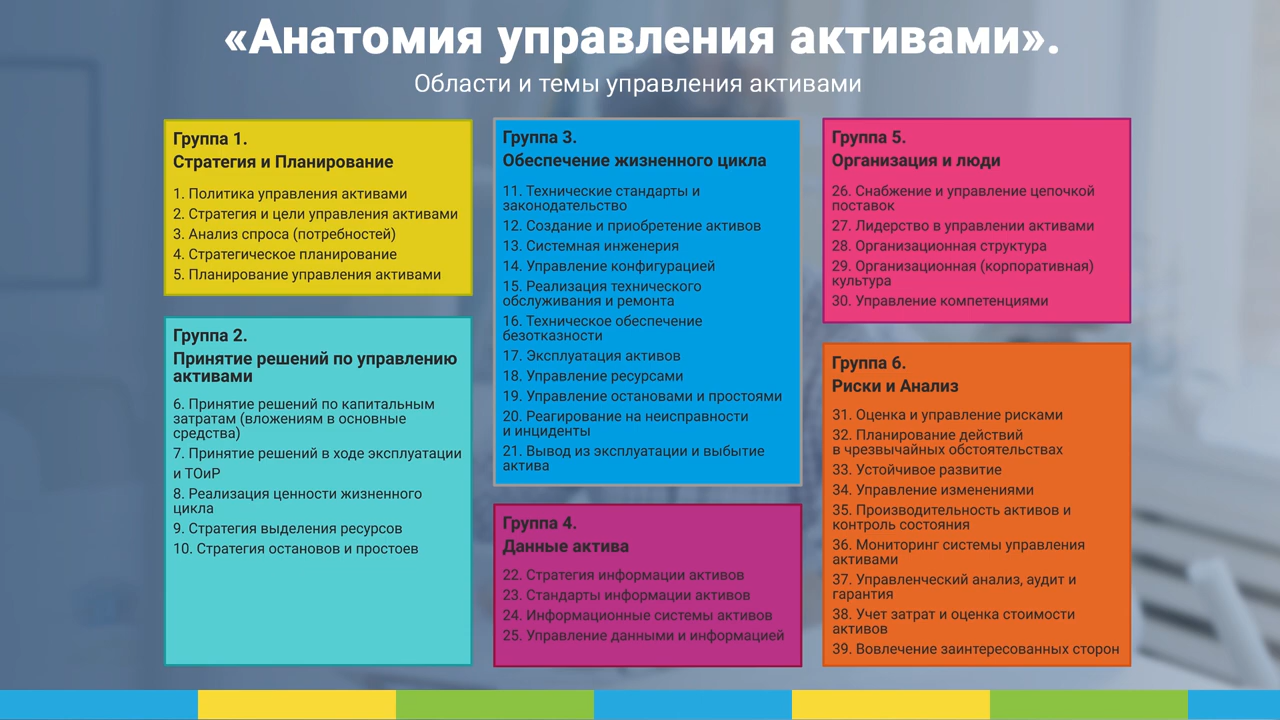 «Анатомия управления активами».
Области и темы управления активами
Группа 1.
Стратегия и Планирование
1. Политика управления активами
2. Стратегия и цели управления активами
3. Анализ спроса (потребностей)
4. Стратегическое планирование
5. Планирование управления активами
Группа 2.
Принятие решений по управлению
активами
6. Принятие решений по капитальным
затратам (вложениям в основные
средства)
7. Принятие решений в ходе эксплуатации
и ТОиР
8. Реализация ценности жизненного
цикла
9. Стратегия выделения ресурсов
10. Стратегия остановов и простоев
Группа 3.
Обеспечение жизненного цикла
11. Технические стандарты и
законодательство
12. Создание и приобретение активов
13. Системная инженерия
14. Управление конфигурацией
15. Реализация технического
обслуживания и ремонта
16. Техническое обеспечение
безотказности
17. Эксплуатация активов
18. Управление ресурсами
19. Управление остановами и простоями
20. Реагирование на неисправности
и инциденты
21. Вывод из эксплуатации и выбытие
актива
Группа 4.
Данные актива
22. Стратегия информации активов
23. Стандарты информации активов
24. Информационные системы активов
25. Управление данными и информацией
Группа 5.
Организация и люди
26. Снабжение и управление цепочкой
поставок
27. Лидерство в управлении активами
28. Организационная структура
29. Организационная (корпоративная)
культура
30. Управление компетенциями
Группа 6.
Риски и Анализ
31. Оценка и управление рисками
32. Планирование действий
в чрезвычайных обстоятельствах
33. Устойчивое развитие
34. Управление изменениями
35. Производительность активов и
контроль состояния
36. Мониторинг системы управления
активами
37. Управленческий анализ, аудит и
гарантия
38. Учет затрат и оценка стоимости
активов
39. Вовлечение заинтересованных сторон